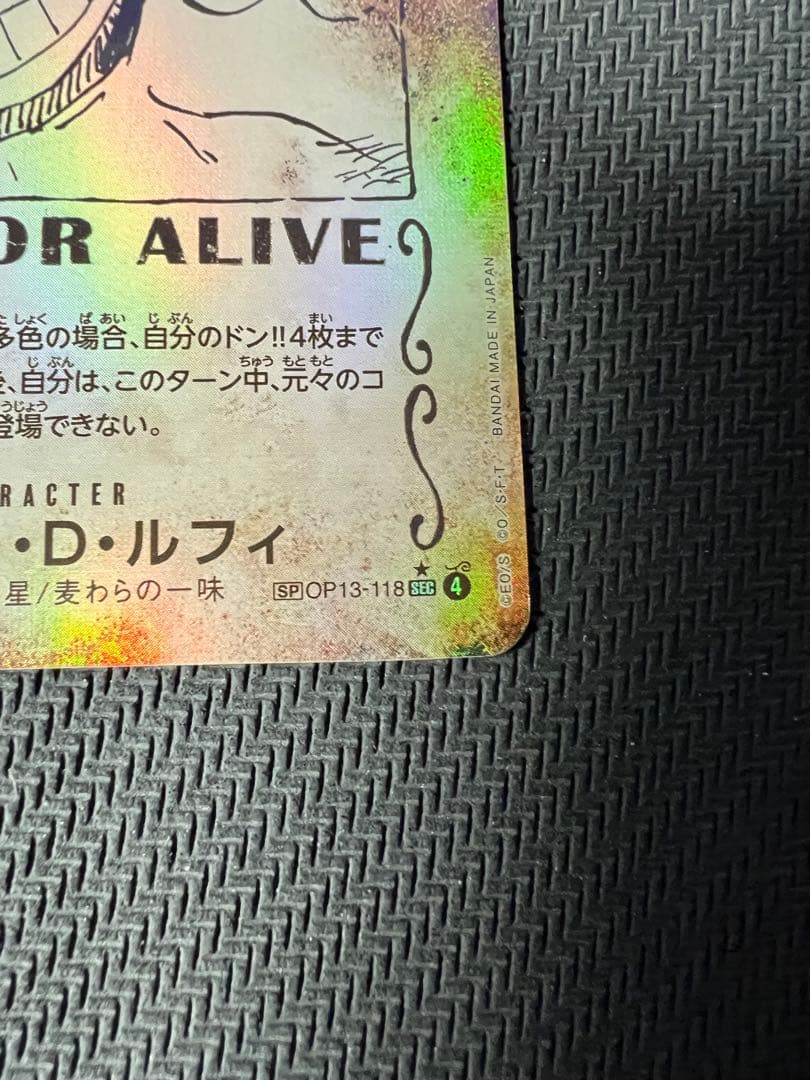 OR ALIVE
多色の場合、自分のドン!!4枚まで
、自分は、このターン中、元々のコ
登場できない。
RACTER
・D・ルフィ
星/麦わらの一味
SP OP13-118 SEC 4
©E.O/S ©O/S・F・T BANDAI MADE IN JAPAN